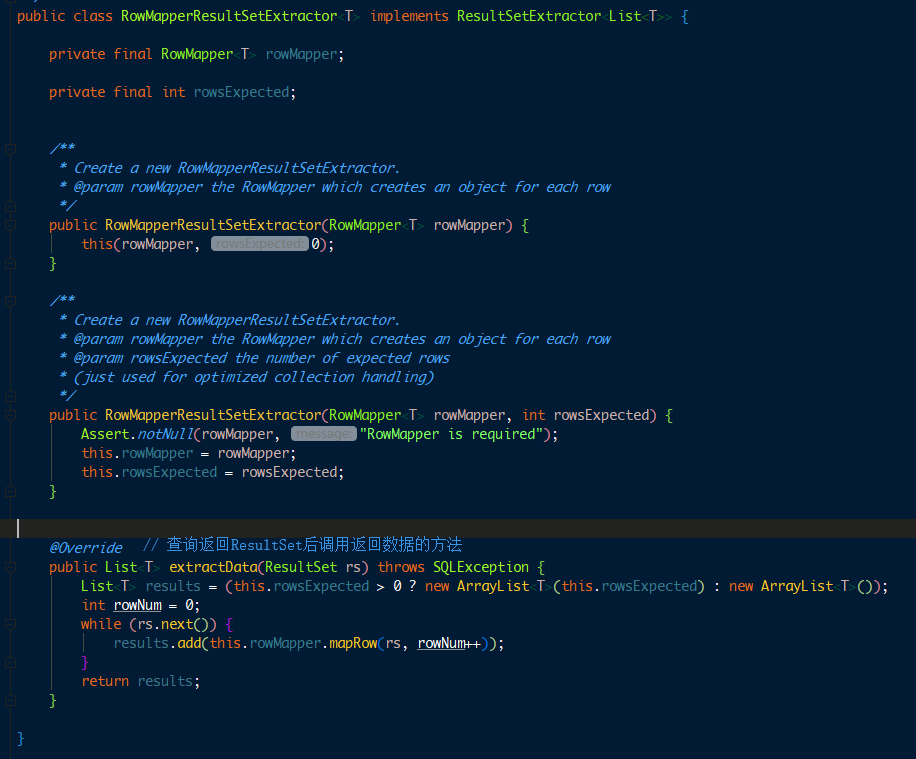 public class RowMapperResultSetExtractor<T> implements ResultSetExtractor<List<T>> {
private final RowMapper<T> rowMapper;
private final int rowsExpected;
/**
* Create a new RowMapperResultSetExtractor.
* @param rowMapper the RowMapper which creates an object for each row
*/
public RowMapperResultSetExtractor(RowMapper<T> rowMapper) {
this(rowMapper, rowsExpected: 0);
}
/**
* Create a new RowMapperResultSetExtractor.
* @param rowMapper the RowMapper which creates an object for each row
* @param rowsExpected the number of expected rows
* (just used for optimized collection handling)
*/
public RowMapperResultSetExtractor(RowMapper<T> rowMapper, int rowsExpected) {
Assert.notNull(rowMapper, message: "RowMapper is required");
this.rowMapper = rowMapper;
this.rowsExpected = rowsExpected;
}
@Override // 查询返回ResultSet后调用返回数据的方法
public List<T> extractData(ResultSet rs) throws SQLException {
List<T> results = (this.rowsExpected > 0 ? new ArrayList<T>(this.rowsExpected) : new ArrayList<T>());
int rowNum = 0;
while (rs.next()) {
results.add(this.rowMapper.mapRow(rs, rowNum++));
}
return results;
}
}